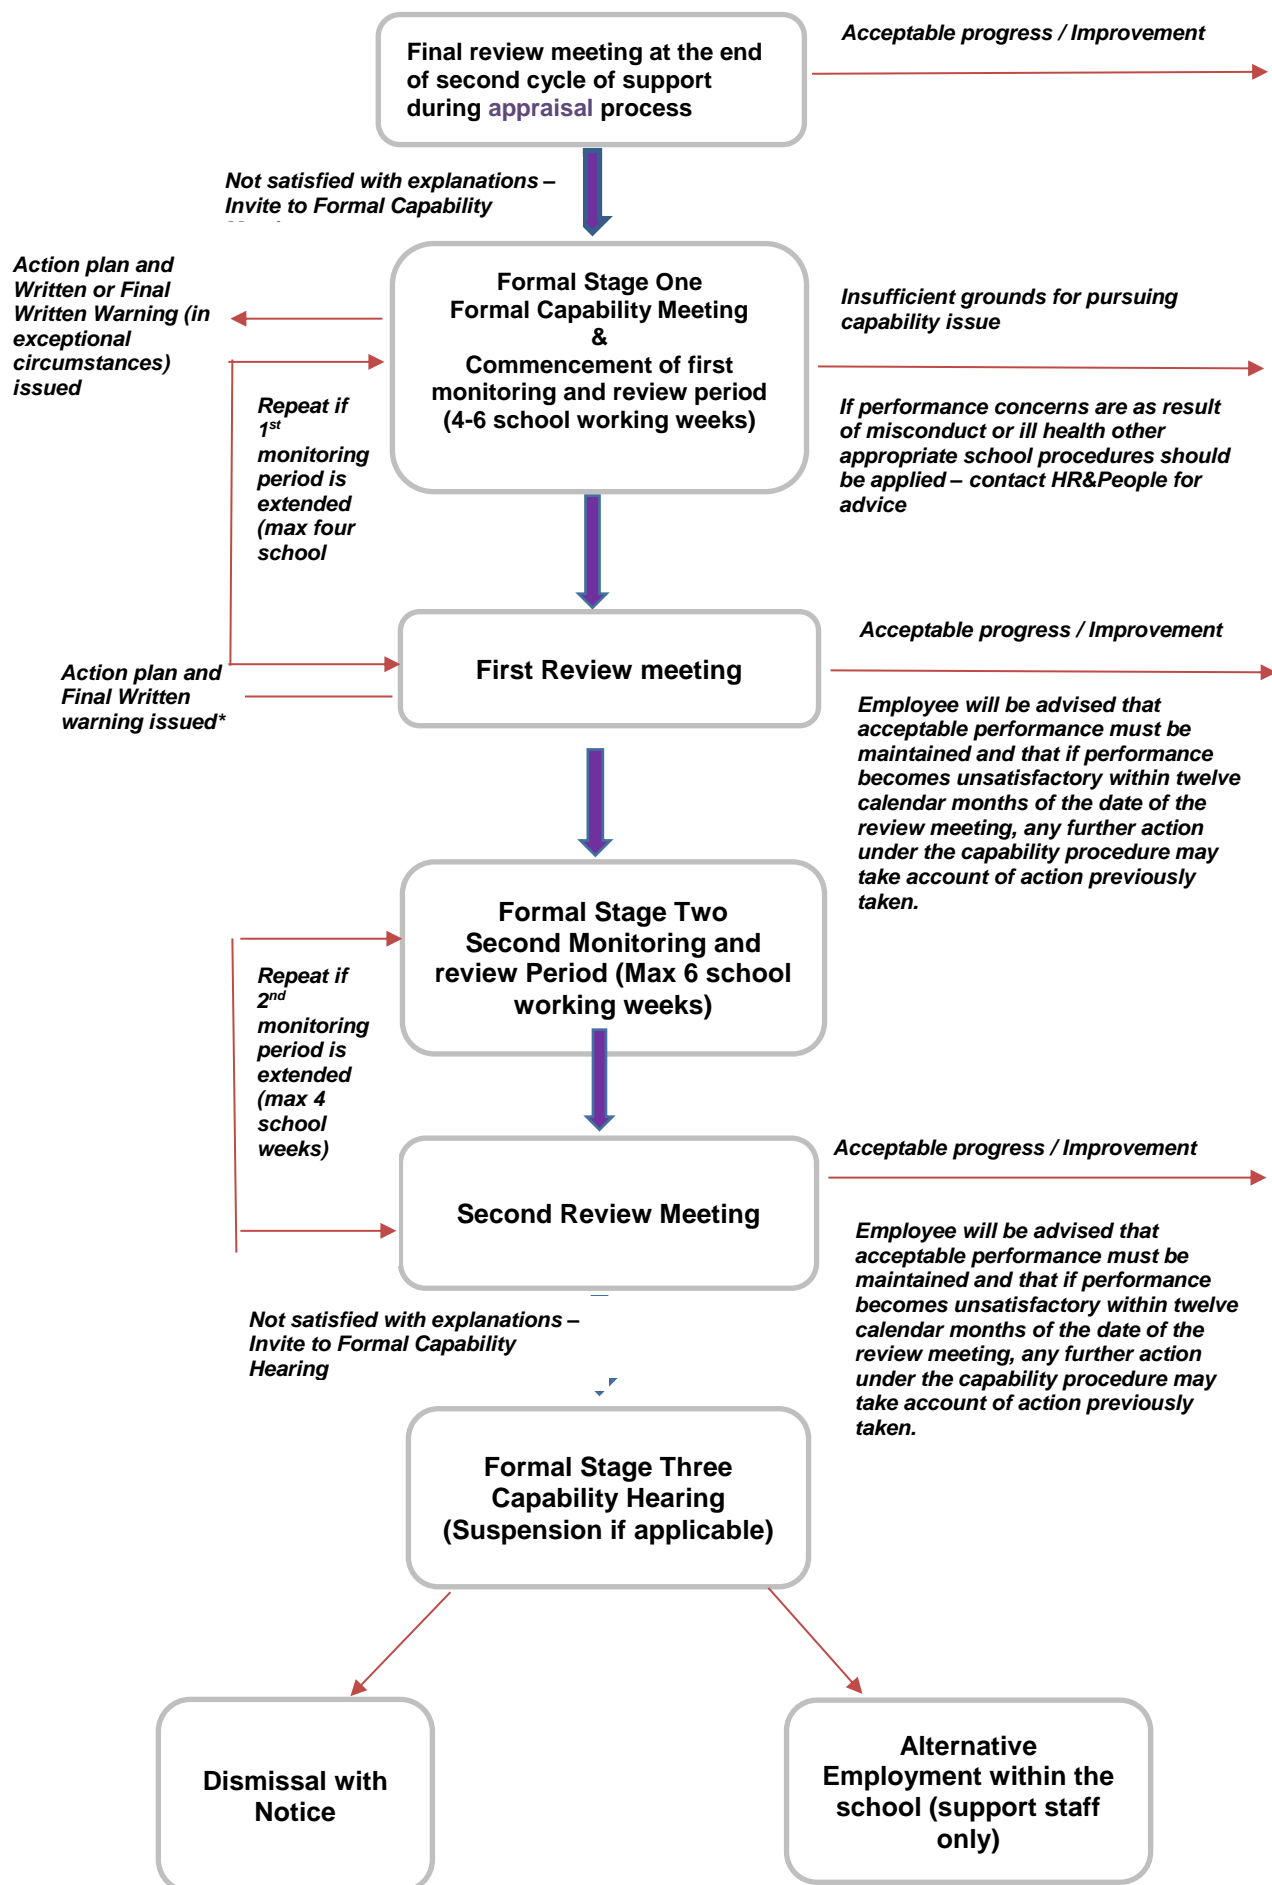 Final review meeting at the end
of second cycle of support
during appraisal process
Acceptable progress / Improvement
Not satisfied with explanations –
Invite to Formal Capability
Action plan and
Written or Final
Written Warning (in
exceptional
circumstances)
issued
Formal Stage One
Formal Capability Meeting
&
Commencement of first
monitoring and review period
(4-6 school working weeks)
Insufficient grounds for pursuing
capability issue
If performance concerns are as result
of misconduct or ill health other
appropriate school procedures should
be applied – contact HR&People for
advice
Repeat if
1st
monitoring
period is
extended
(max four
school
First Review meeting
Action plan and
Final Written
warning issued*
Acceptable progress / Improvement
Employee will be advised that
acceptable performance must be
maintained and that if performance
becomes unsatisfactory within twelve
calendar months of the date of the
review meeting, any further action
under the capability procedure may
take account of action previously
taken.
Formal Stage Two
Second Monitoring and
review Period (Max 6 school
working weeks)
Repeat if
2nd
monitoring
period is
extended
(max 4
school
weeks)
Second Review Meeting
Acceptable progress / Improvement
Employee will be advised that
acceptable performance must be
maintained and that if performance
becomes unsatisfactory within twelve
calendar months of the date of the
review meeting, any further action
under the capability procedure may
take account of action previously
taken.
Not satisfied with explanations –
Invite to Formal Capability
Hearing
Formal Stage Three
Capability Hearing
(Suspension if applicable)
Dismissal with
Notice
Alternative
Employment within the
school (support staff
only)